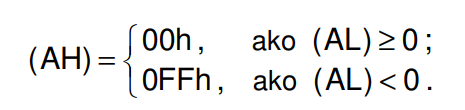 (AH) = { 00h, ako (AL) ≥ 0;
0FFh, ako (AL) < 0.